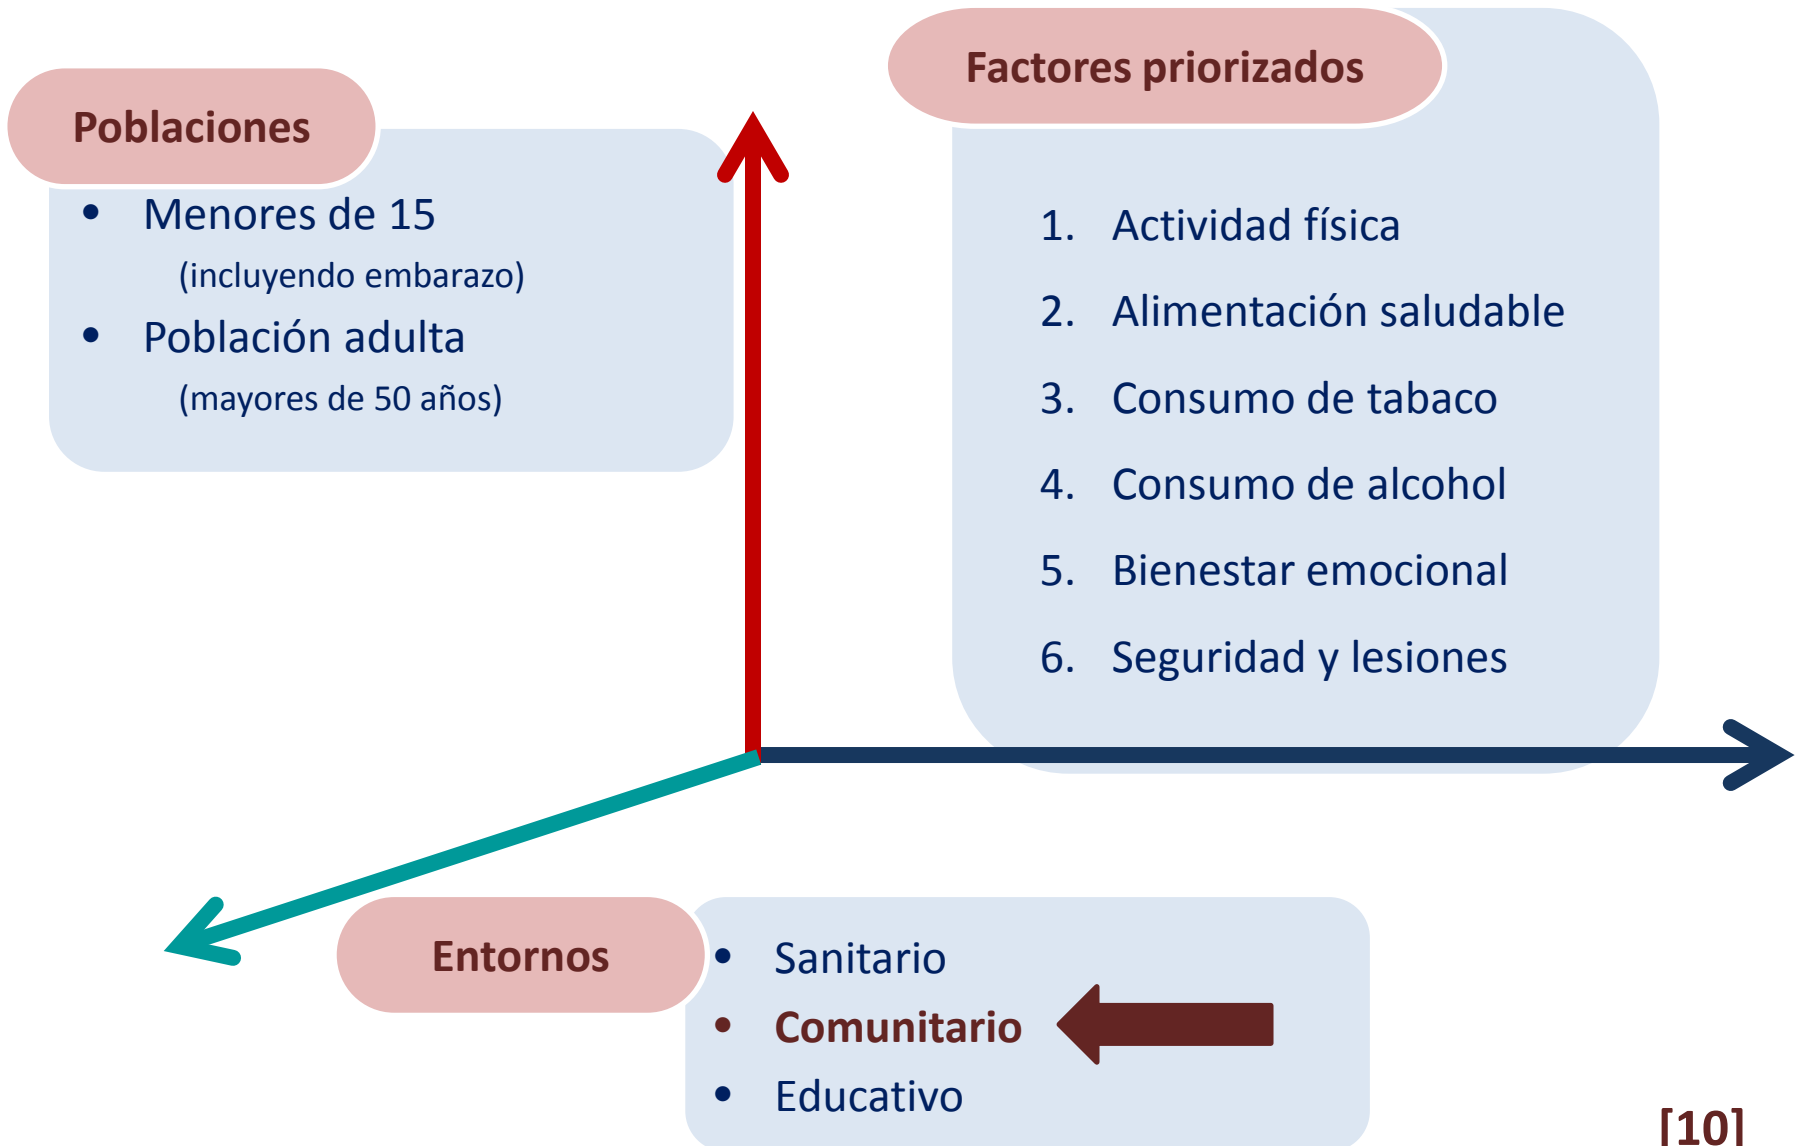 Poblaciones
• Menores de 15
(incluyendo embarazo)
• Población adulta
(mayores de 50 años)
Factores priorizados
1. Actividad física
2. Alimentación saludable
3. Consumo de tabaco
4. Consumo de alcohol
5. Bienestar emocional
6. Seguridad y lesiones
Entornos
• Sanitario
• Comunitario
• Educativo
[10]